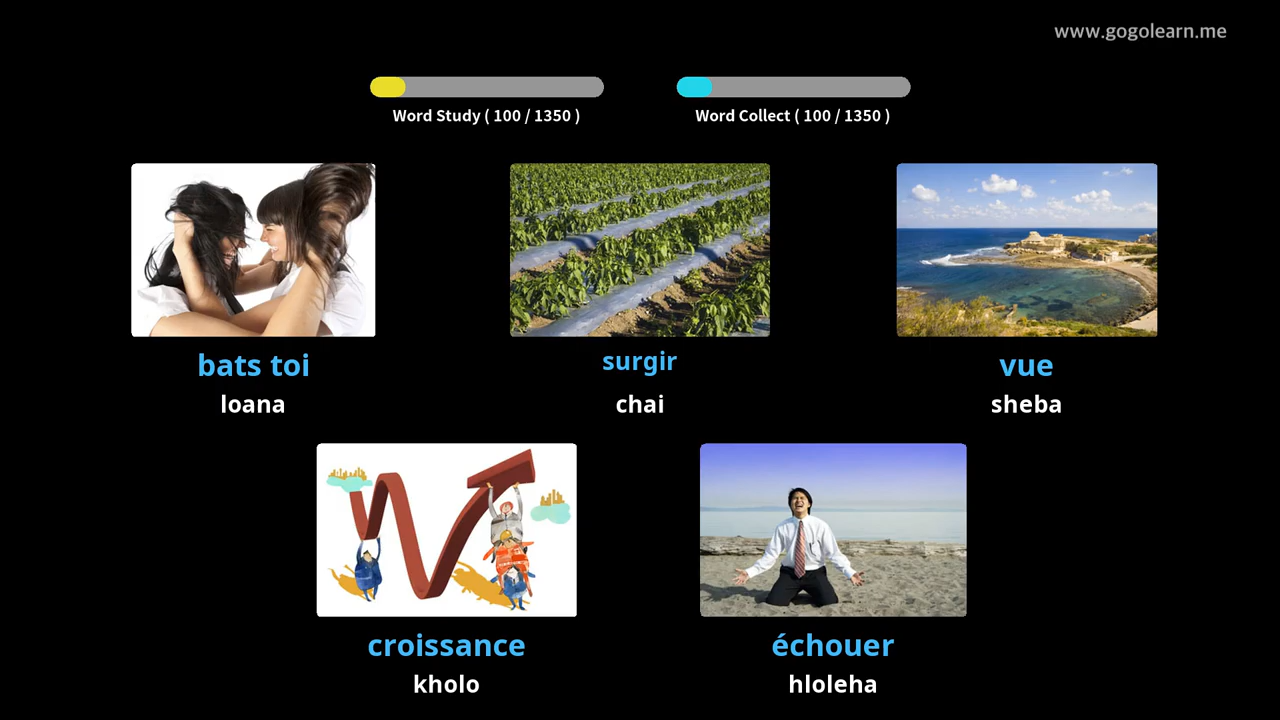 www.gogolearn.me
Word Study ( 100 / 1350 )
Word Collect ( 100 / 1350 )
bats toi
loana
surgir
chai
vue
sheba
croissance
kholo
échouer
hloleha